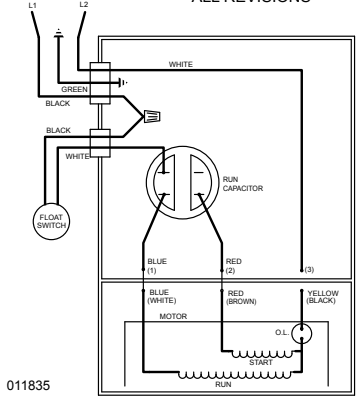 ALL REVISIONS
L1
L2
WHITE
GREEN
BLACK
BLACK
WHITE
RUN
CAPACITOR
FLOAT
SWITCH
BLUE
(1)
RED
(2)
(3)
BLUE
(WHITE)
RED
(BROWN)
YELLOW
(BLACK)
MOTOR
O.L.
START
RUN
011835